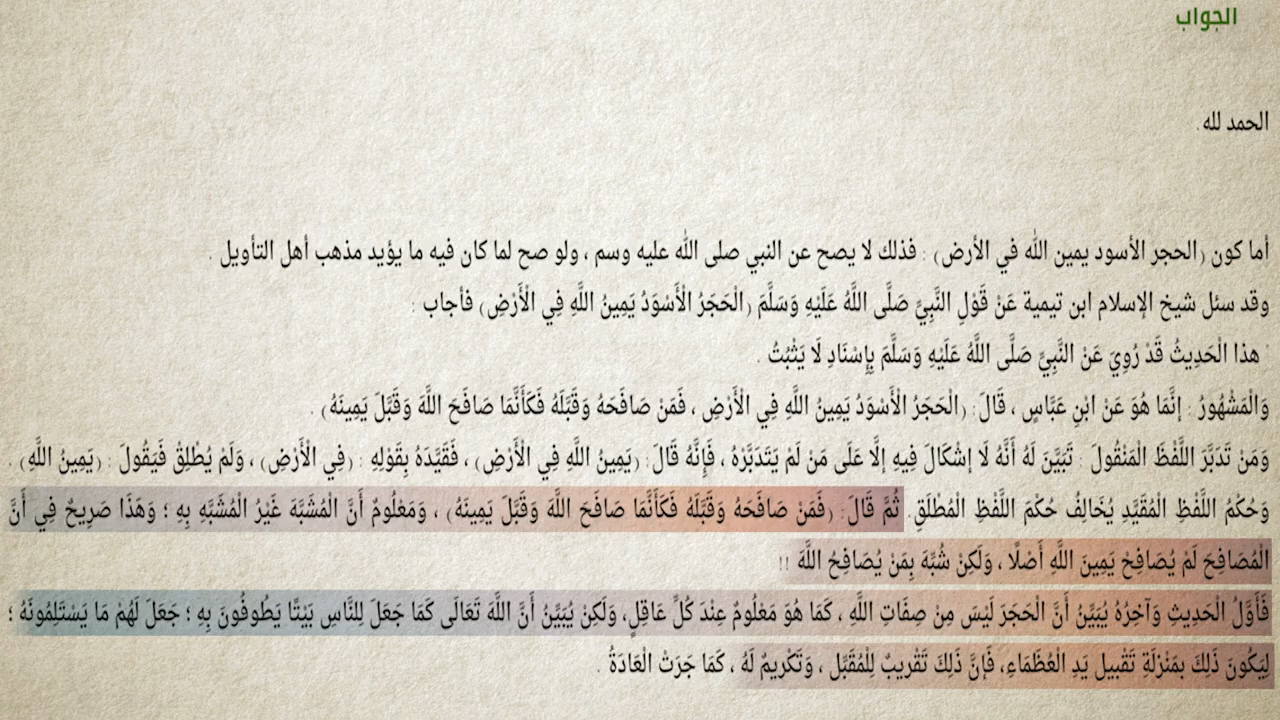 الجواب
الحمد لله.
أما كون (الحجر الأسود يمين الله في الأرض) : فذلك لا يصح عن النبي صلى الله عليه وسم ، ولو صح لما كان فيه ما يؤيد مذهب أهل التأويل .
وقد سئل شيخ الإسلام ابن تيمية عَنْ قَوْلِ النَّبِيِّ صَلَّى اللَّهُ عَلَيْهِ وَسَلَّمَ (الْحَجَرُ الْأَسْوَدُ يَمِينُ اللَّهِ فِي الْأَرْضِ) فأجاب :
" هذا الْحَدِيثُ قَدْ رُوِيَ عَنْ النَّبِيِّ صَلَّى اللَّهُ عَلَيْهِ وَسَلَّمَ بِإِسْنَادِ لَا يَثْبُتُ .
وَالْمَشْهُورُ : إنَّمَا هُوَ عَنْ ابْنِ عَبَّاسٍ ، قَالَ: (الْحَجَرُ الْأَسْوَدُ يَمِينُ اللَّهِ فِي الْأَرْضِ ، فَمَنْ صَافَحَهُ وَقَبَّلَهُ فَكَأَنَّمَا صَافَحَ اللَّهَ وَقَبَّلَ يَمِينَهُ) .
وَمَنْ تَدَبَّرَ اللَّفْظَ الْمَنْقُولَ : تَبَيَّنَ لَهُ أَنَّهُ لَا إشْكَالَ فِيهِ إلَّا عَلَى مَنْ لَمْ يَتَدَبَّرْهُ ، فَإِنَّهُ قَالَ: (يَمِينُ اللَّهِ فِي الْأَرْضِ) ، فَقَيَّدَهُ بِقَوْلِهِ : (فِي الْأَرْضِ) ، وَلَمْ يُطْلِقْ فَيَقُولَ : (يَمِينُ اللَّهِ) .
وَحُكْمُ اللَّفْظِ الْمُقَيَّدِ يُخَالِفُ حُكْمَ اللَّفْظِ الْمُطْلَقِ. ثُمَّ قَالَ: (فَمَنْ صَافَحَهُ وَقَبَّلَهُ فَكَأَنَّمَا صَافَحَ اللَّهَ وَقَبَّلَ يَمِينَهُ) ، وَمَعْلُومٌ أَنَّ الْمُشَبَّهَ غَيْرُ الْمُشَبَّهِ بِهِ ؛ وَهَذَا صَرِيحٌ فِي أَنَّ
الْمُصَافِحَ لَمْ يُصَافِحْ يَمِينَ اللَّهِ أَصْلًا ، وَلَكِنْ شُبِّهَ بِمَنْ يُصَافِحُ اللَّهَ !!
فَأَوَّلُ الْحَدِيثِ وَآخِرُهُ يُبَيِّنُ أَنَّ الْحَجَرَ لَيْسَ مِنْ صِفَاتِ اللَّهِ ، كَمَا هُوَ مَعْلُومٌ عِنْدَ كُلِّ عَاقِلٍ، وَلَكِنْ يُبَيِّنُ أَنَّ اللَّهَ تَعَالَى كَمَا جَعَلَ لِلنَّاسِ بَيْتًا يَطُوفُونَ بِهِ ؛ جَعَلَ لَهُمْ مَا يَسْتَلِمُونَهُ ؛
لِيَكُونَ ذَلِكَ بِمَنْزِلَةِ تَقْبِيلِ يَدِ الْعُظَمَاءِ، فَإِنَّ ذَلِكَ تَقْرِيبٌ لِلْمُقَبِّلِ ، وَتَكْرِيمٌ لَهُ ، كَمَا جَرَتْ الْعَادَةُ .